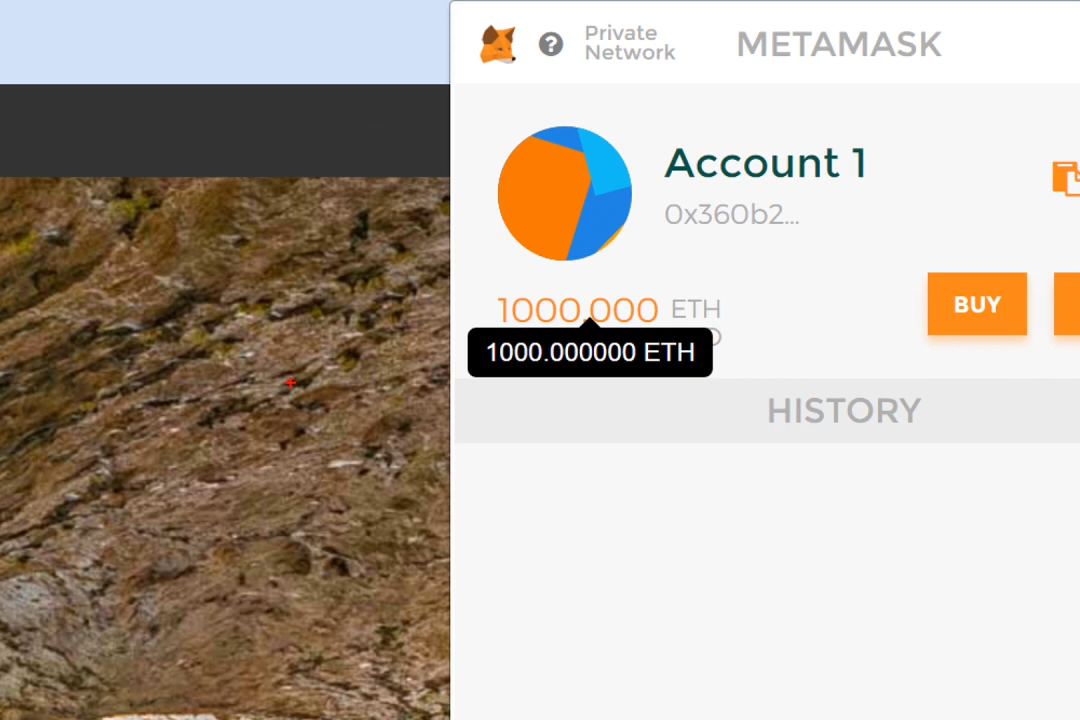 Private
Network
METAMASK
Account 1
0x360b2...
1000.000 ETH
BUY
1000.000000 ETH
HISTORY